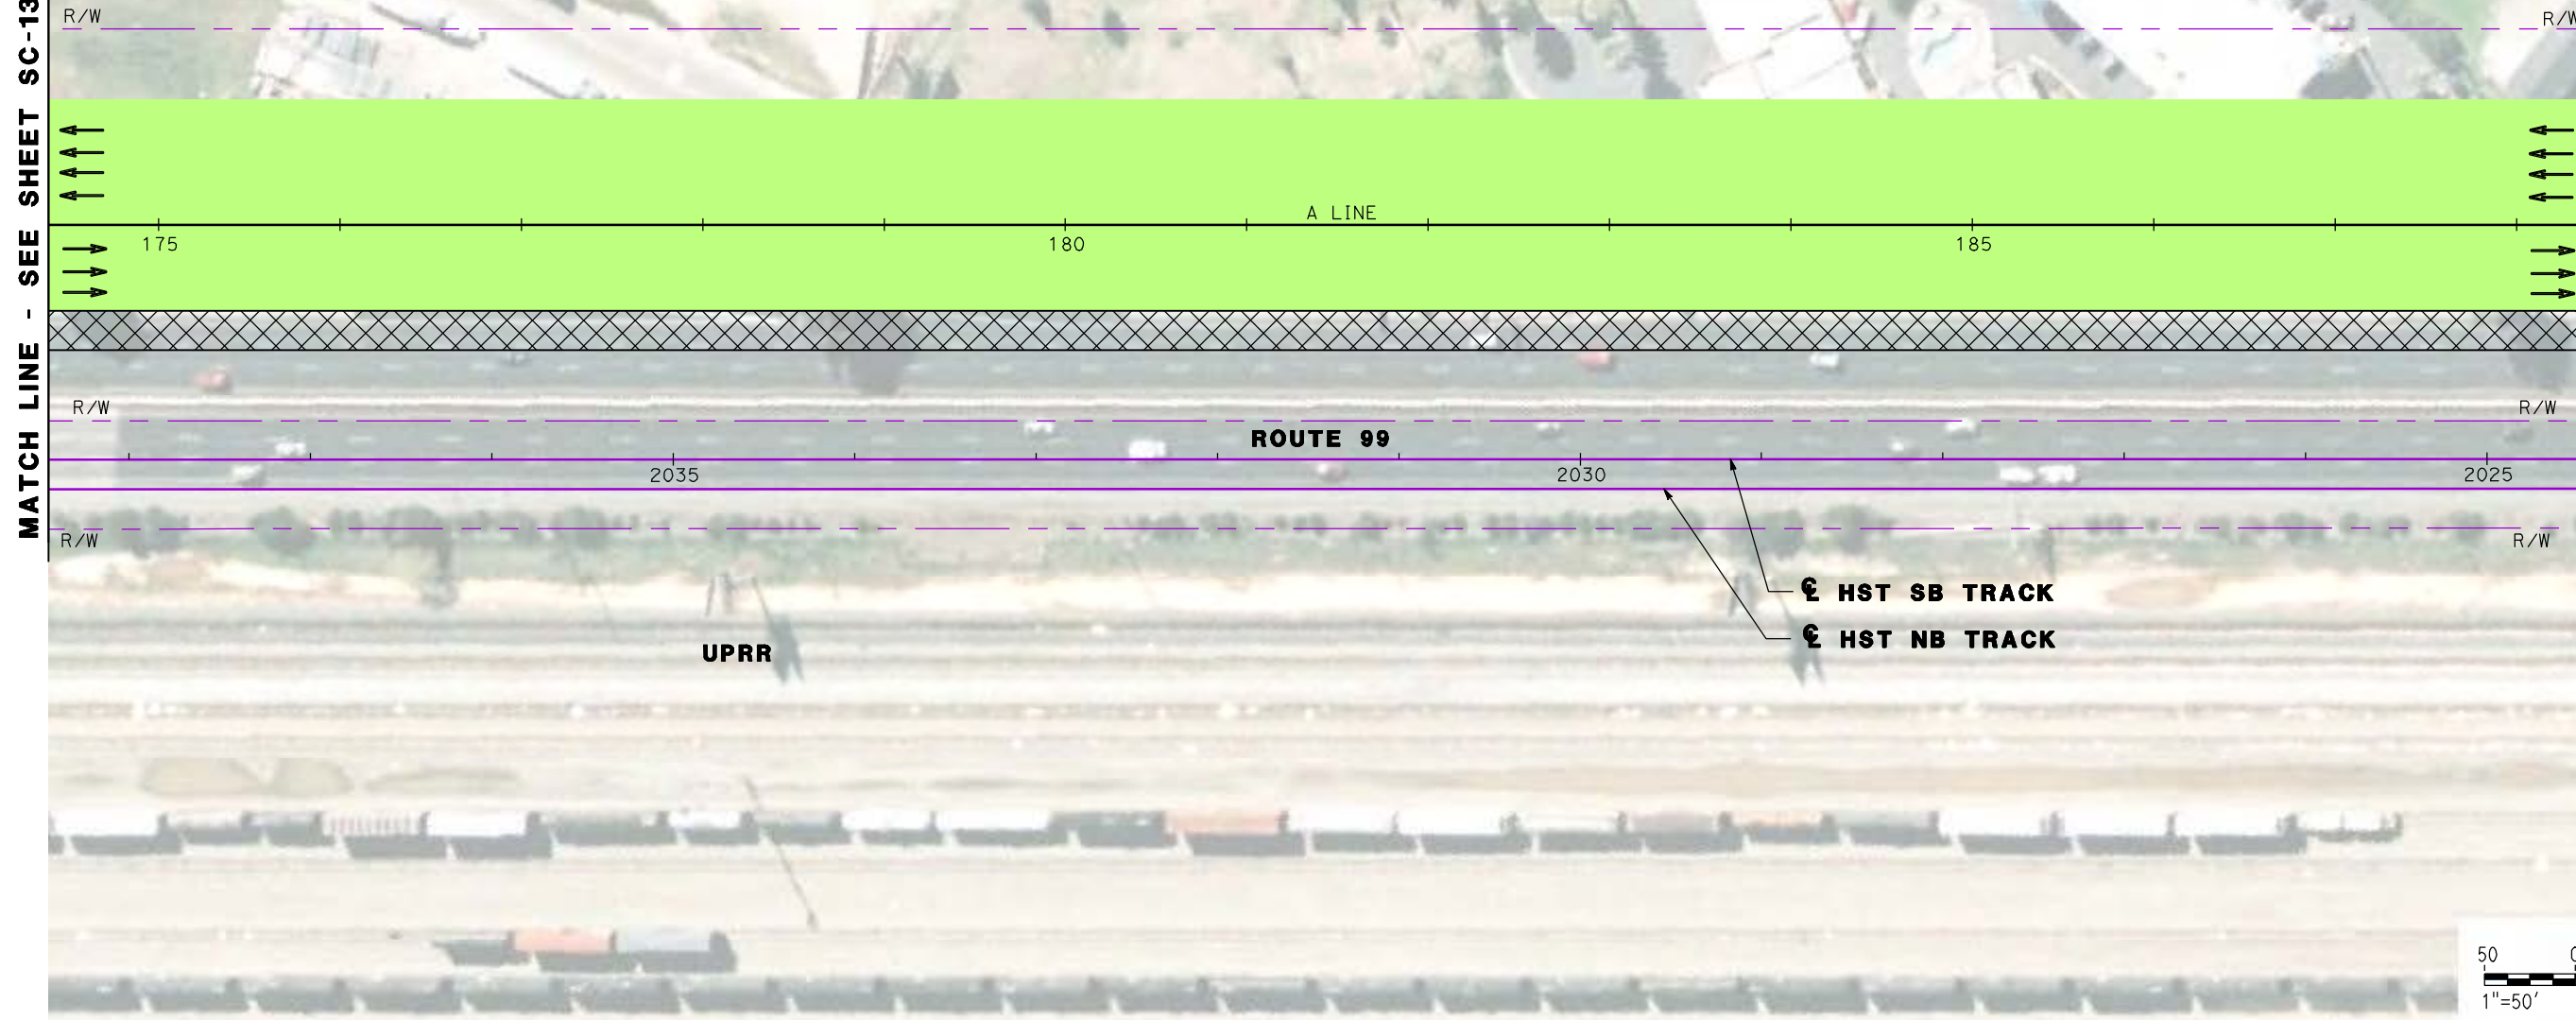 R/W
R/W
MATCH LINE - SEE SHEET SC-13
A LINE
175
180
185
R/W
R/W
ROUTE 99
2035
2030
2025
R/W
R/W
℄ HST SB TRACK
℄ HST NB TRACK
UPRR
50
0
1"=50'